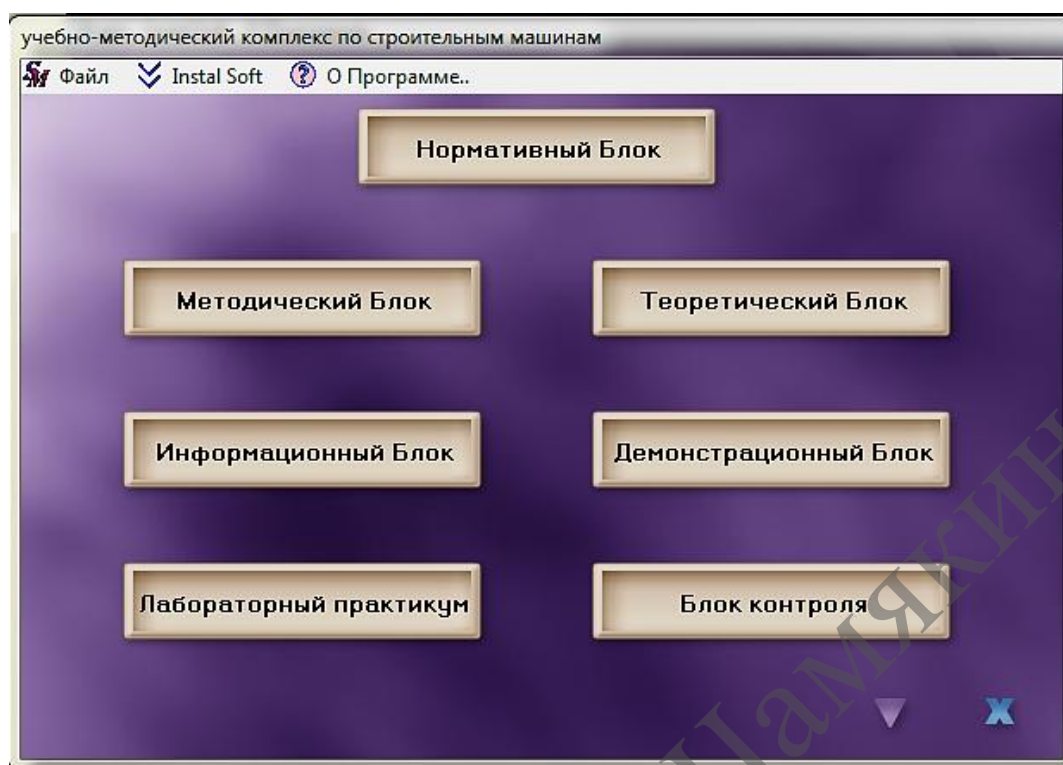 учебно-методический комплекс по строительным машинам
Файл Instal Soft О Программе..
Нормативный Блок
Методический Блок Теоретический Блок
Информационный Блок Демонстрационный Блок
Лабораторный практикум Блок контроля